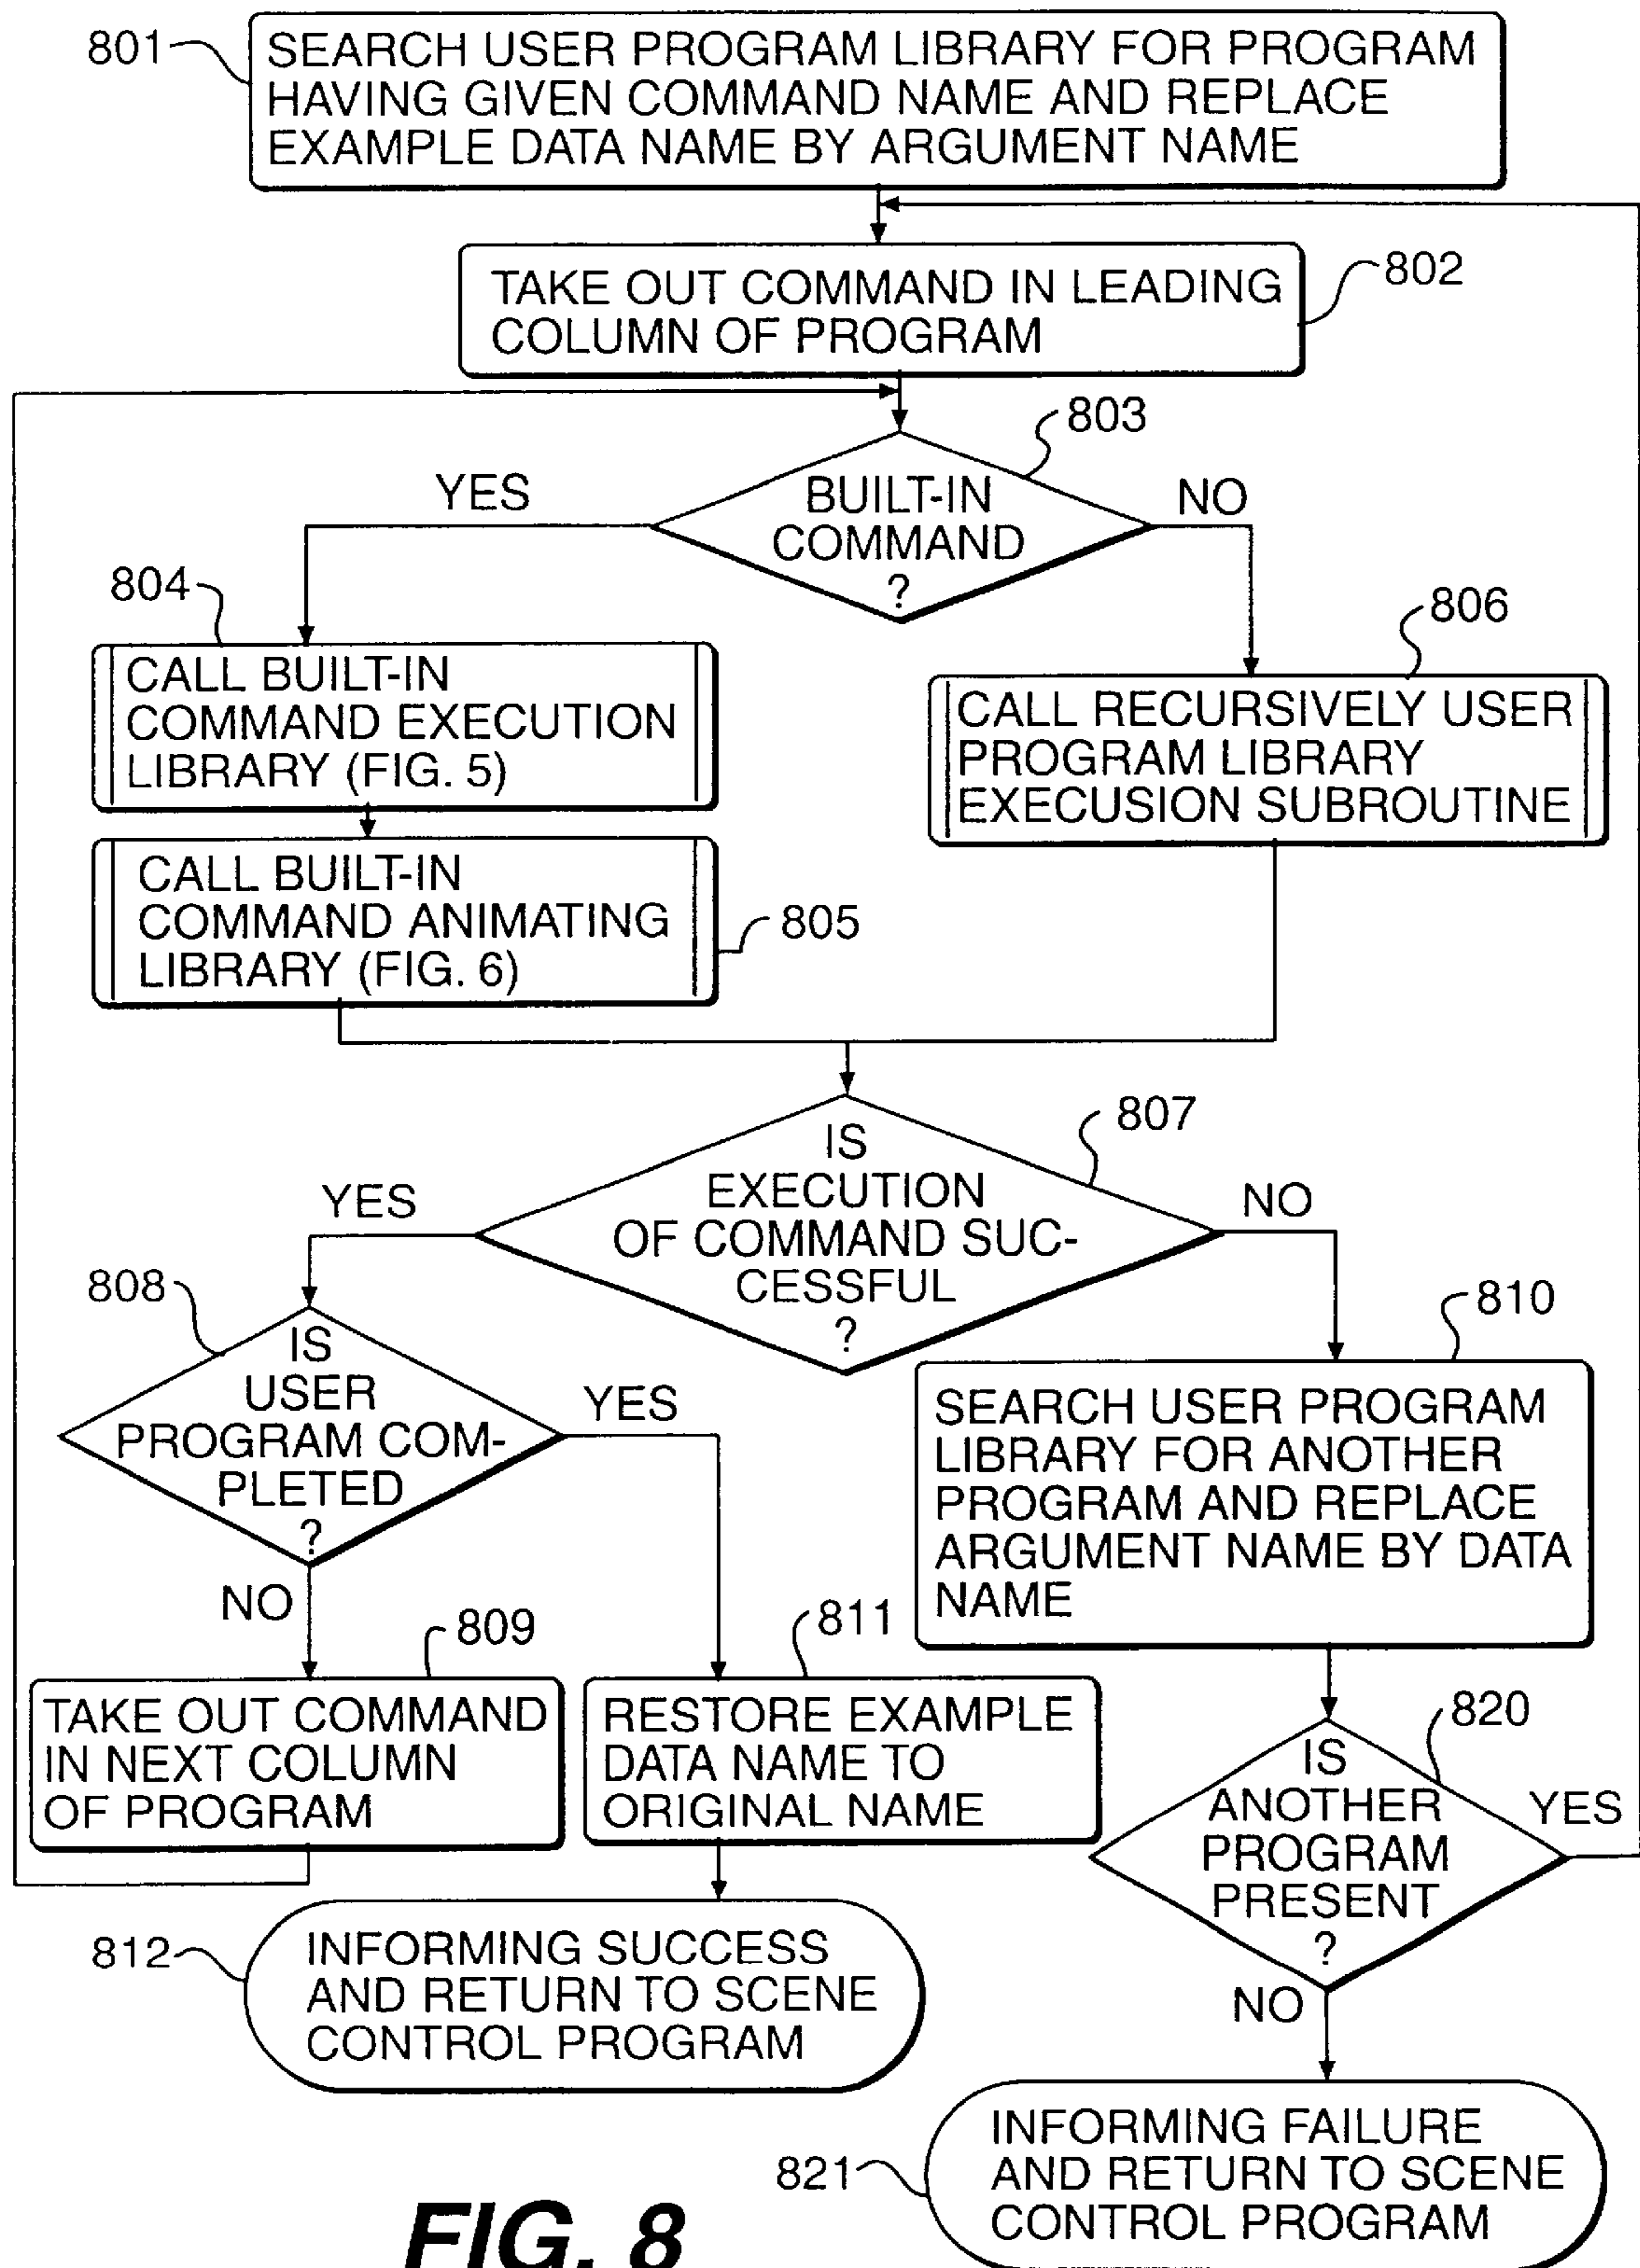 801
SEARCH USER PROGRAM LIBRARY FOR PROGRAM
HAVING GIVEN COMMAND NAME AND REPLACE
EXAMPLE DATA NAME BY ARGUMENT NAME
802
TAKE OUT COMMAND IN LEADING
COLUMN OF PROGRAM
803
YES
BUILT-IN
COMMAND
?
NO
804
CALL BUILT-IN
COMMAND EXECUTION
LIBRARY (FIG. 5)
806
CALL RECURSIVELY USER
PROGRAM LIBRARY
EXECUSION SUBROUTINE
CALL BUILT-IN
COMMAND ANIMATING
LIBRARY (FIG. 6)
805
807
IS
EXECUTION
OF COMMAND SUC-
CESSFUL
?
YES
NO
808
IS
USER
PROGRAM COM-
PLETED
?
YES
NO
810
SEARCH USER PROGRAM
LIBRARY FOR ANOTHER
PROGRAM AND REPLACE
ARGUMENT NAME BY DATA
NAME
809
TAKE OUT COMMAND
IN NEXT COLUMN
OF PROGRAM
811
RESTORE EXAMPLE
DATA NAME TO
ORIGINAL NAME
820
IS
ANOTHER
PROGRAM
PRESENT
?
YES
NO
812
INFORMING SUCCESS
AND RETURN TO SCENE
CONTROL PROGRAM
821
INFORMING FAILURE
AND RETURN TO SCENE
CONTROL PROGRAM
FIG. 8